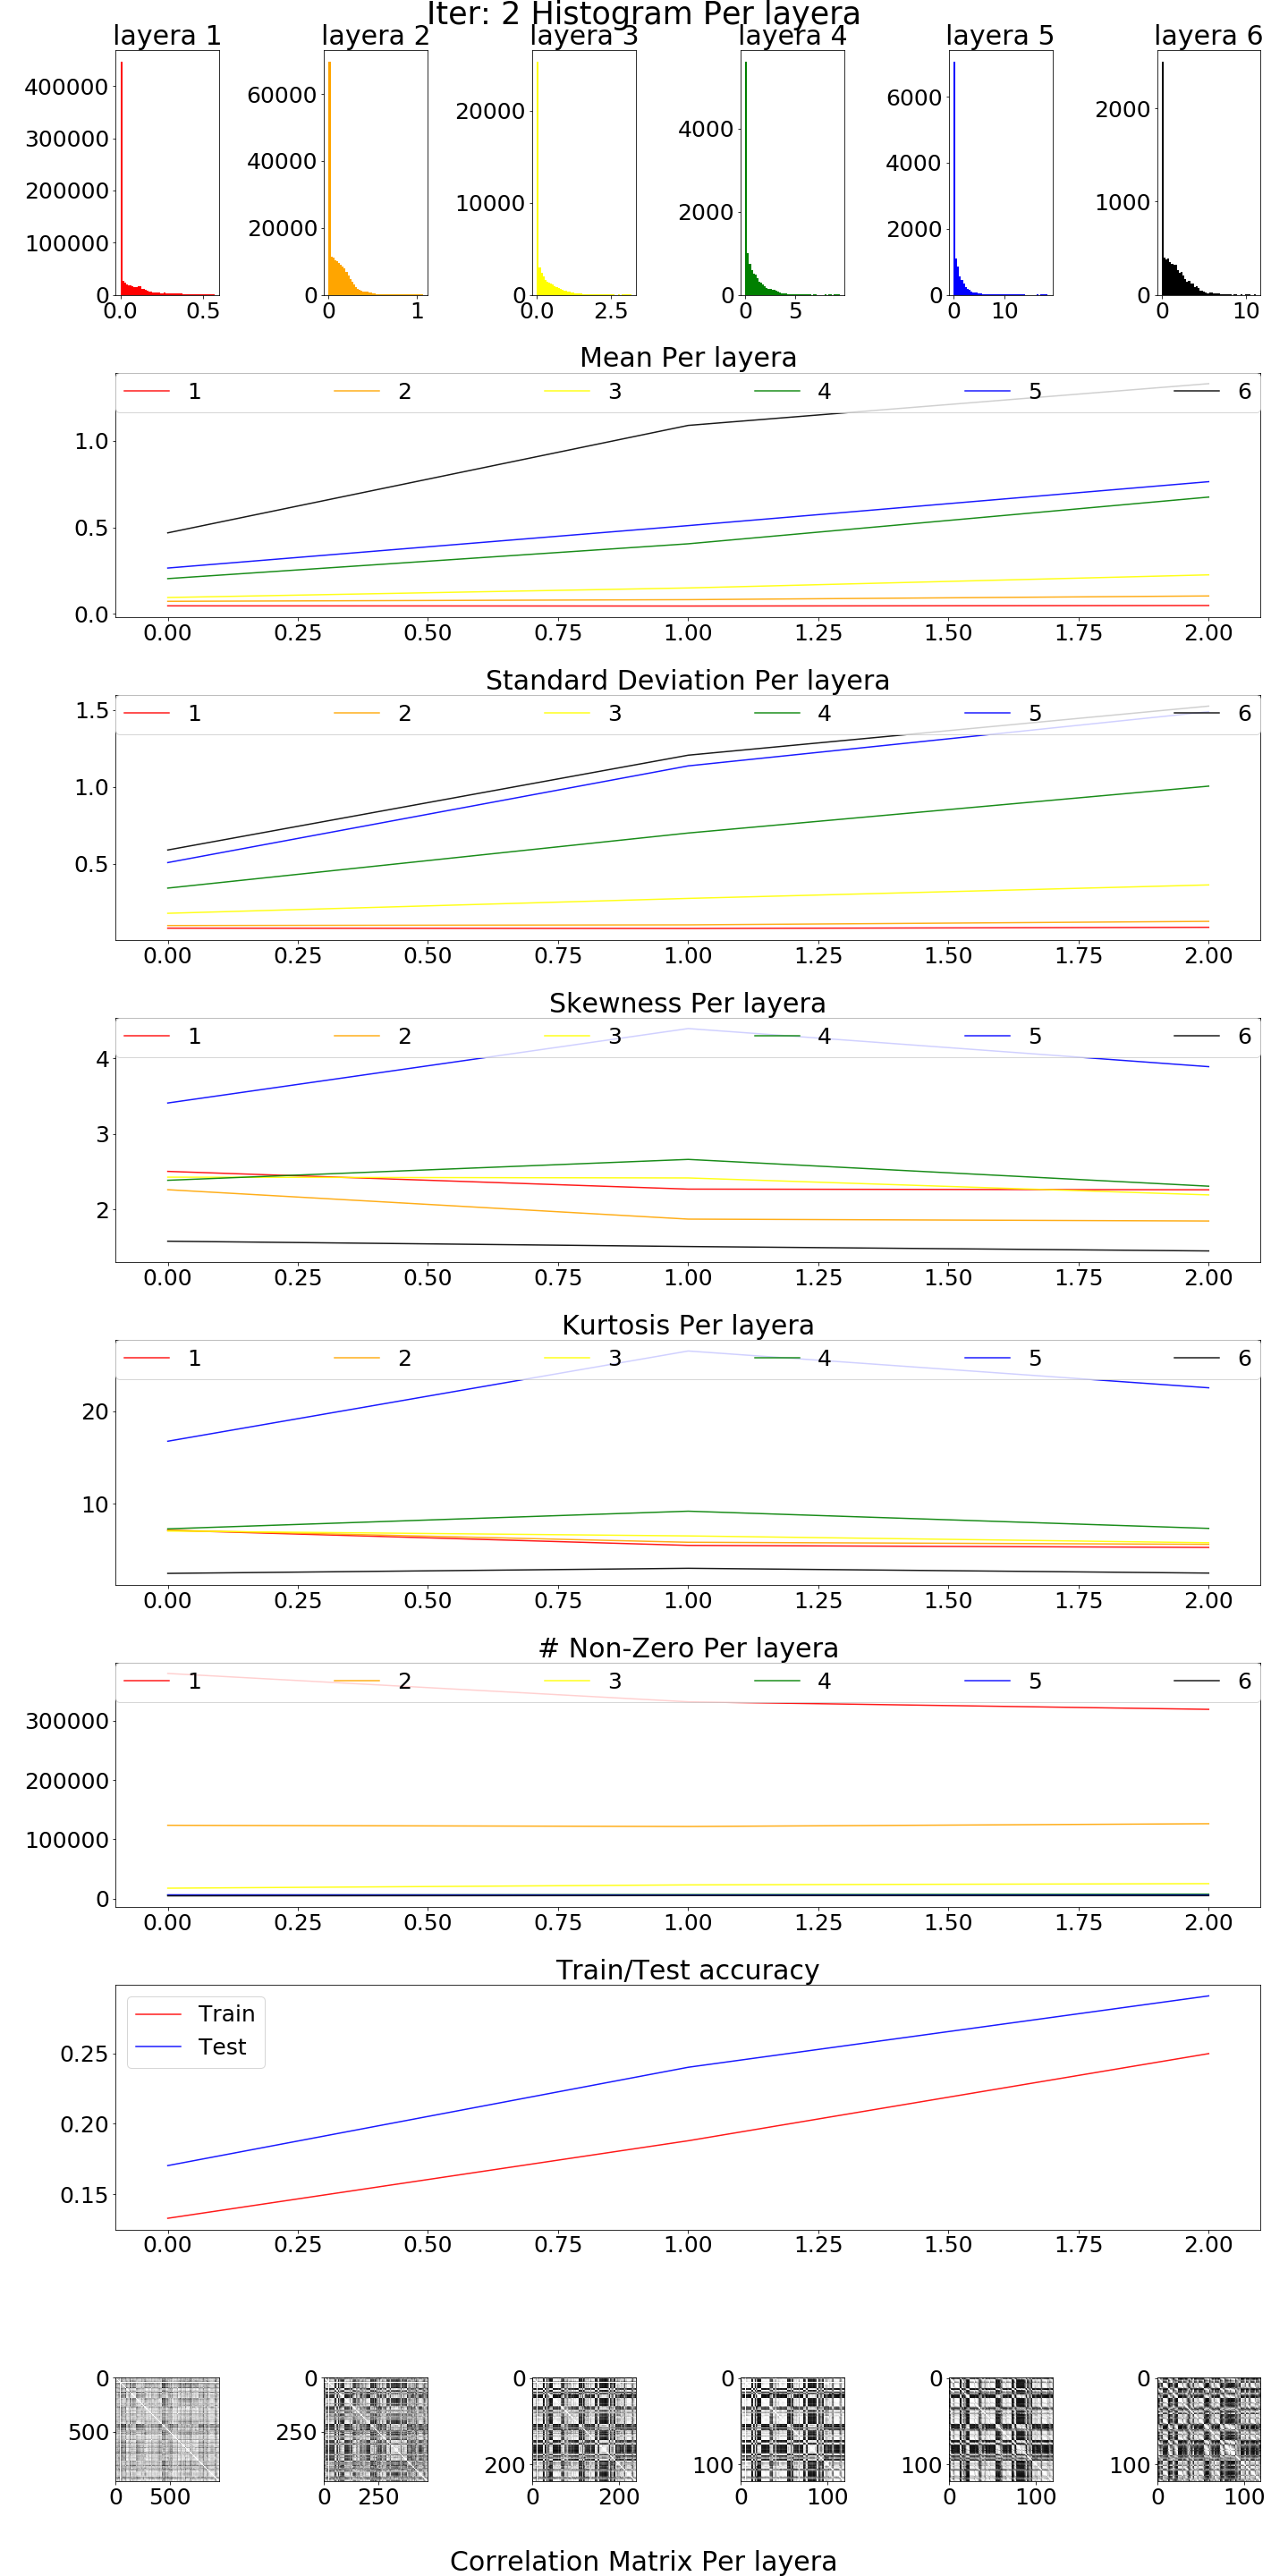 Iter: 2 Histogram Per layera
layera 1 layera 2 layera 3 layera 4 layera 5 layera 6
400000 300000 200000 100000 0
0.0 0.5
60000 40000 20000 0
0 1
20000 10000 0
0.0 2.5
4000 2000 0
0 5
6000 4000 2000 0
0 10
2000 1000 0
0 10
Mean Per layera
1 2 3 4 5 6
1.0
0.5
0.0
0.00 0.25 0.50 0.75 1.00 1.25 1.50 1.75 2.00
Standard Deviation Per layera
1 2 3 4 5 6
1.5
1.0
0.5
0.00 0.25 0.50 0.75 1.00 1.25 1.50 1.75 2.00
Skewness Per layera
1 2 3 4 5 6
4
3
2
0.00 0.25 0.50 0.75 1.00 1.25 1.50 1.75 2.00
Kurtosis Per layera
1 2 3 4 5 6
20
10
0.00 0.25 0.50 0.75 1.00 1.25 1.50 1.75 2.00
# Non-Zero Per layera
1 2 3 4 5 6
300000
200000
100000
0
0.00 0.25 0.50 0.75 1.00 1.25 1.50 1.75 2.00
Train/Test accuracy
Train
Test
0.25
0.20
0.15
0.00 0.25 0.50 0.75 1.00 1.25 1.50 1.75 2.00
0 500
0 500
0 250
0 250
0 200
0 200
0 100
0 100
0 100
0 100
0 100
0 100
Correlation Matrix Per layera